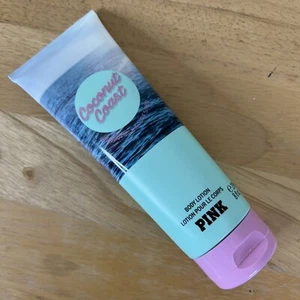 Coconut
Coast
BODY LOTION
LOTION POUR LE CORPS
PINK